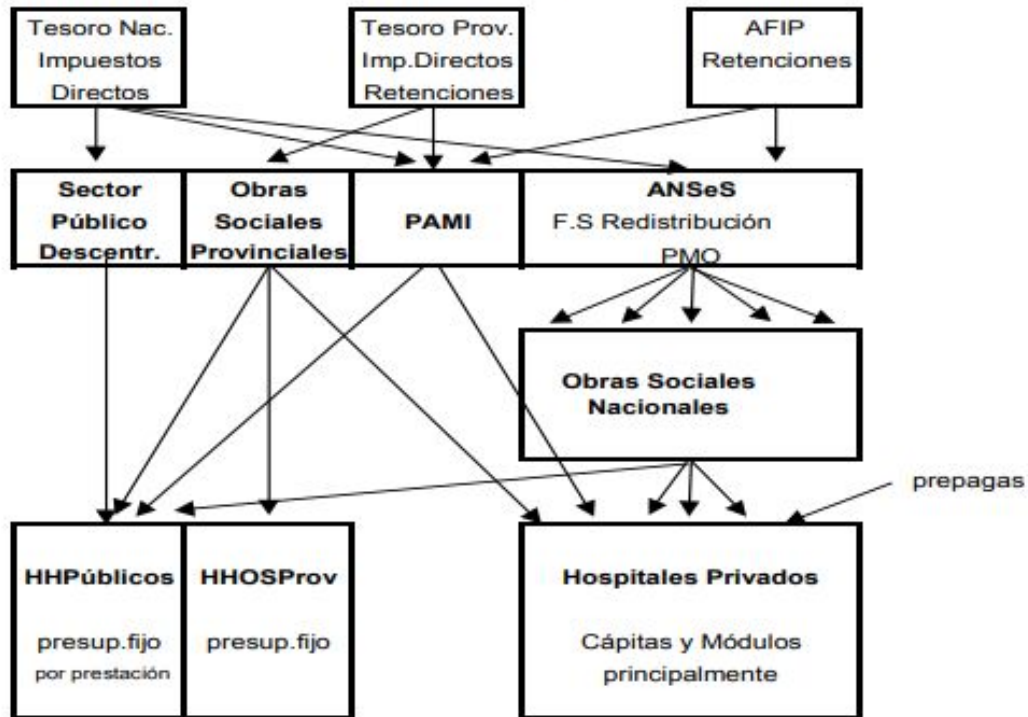 Tesoro Nac.
Impuestos
Directos
Tesoro Prov.
Imp.Directos
Retenciones
AFIP
Retenciones
Sector
Público
Descentr.
Obras
Sociales
Provinciales
PAMI
ANSeS
F.S Redistribución
PMO
Obras Sociales
Nacionales
prepagas
HHPúblicos
presup.fijo
por prestación
HHOSProv
presup.fijo
Hospitales Privados
Cápitas y Módulos
principalmente